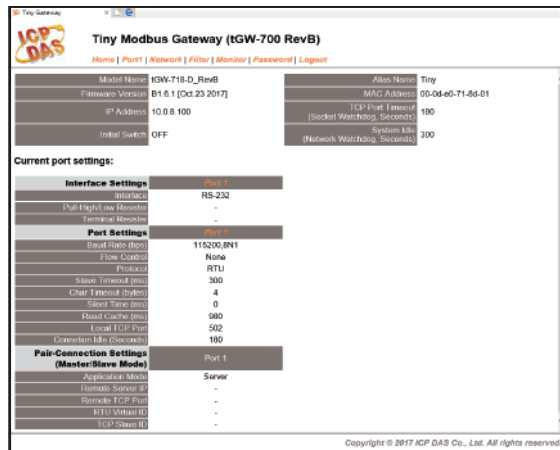 Tiny Gateway
ICP DAS
Tiny Modbus Gateway (tGW-700 RevB)
Home | Port1 | Network | Filter | Monitor | Password | Logout
Model Name tGW-718-D_RevB Alias Name Tiny
Firmware Version B1.6.1 [Oct.23 2017] MAC Address 00-0d-e0-71-8d-01
IP Address 10.0.8.100 TCP Port Timeout (Socket Watchdog, Seconds) 180
Initial Switch OFF System Idle (Network Watchdog, Seconds) 300
Current port settings:
Interface Settings Port 1
Interface RS-232
Pull-High/Low Resister -
Terminal Resister -
Port Settings Port 1
Baud Rate (bps) 115200,8N1
Flow Control None
Protocol RTU
Slave Timeout (ms) 300
Char Timeout (bytes) 4
Silent Time (ms) 0
Read Cache (ms) 980
Local TCP Port 502
Connection Idle (Seconds) 180
Pair-Connection Settings (Master/Slave Mode) Port 1
Application Mode Server
Remote Server IP -
Remote TCP Port -
RTU Virtual ID -
TCP Slave ID -
Copyright © 2017 ICP DAS Co., Ltd. All rights reserved.